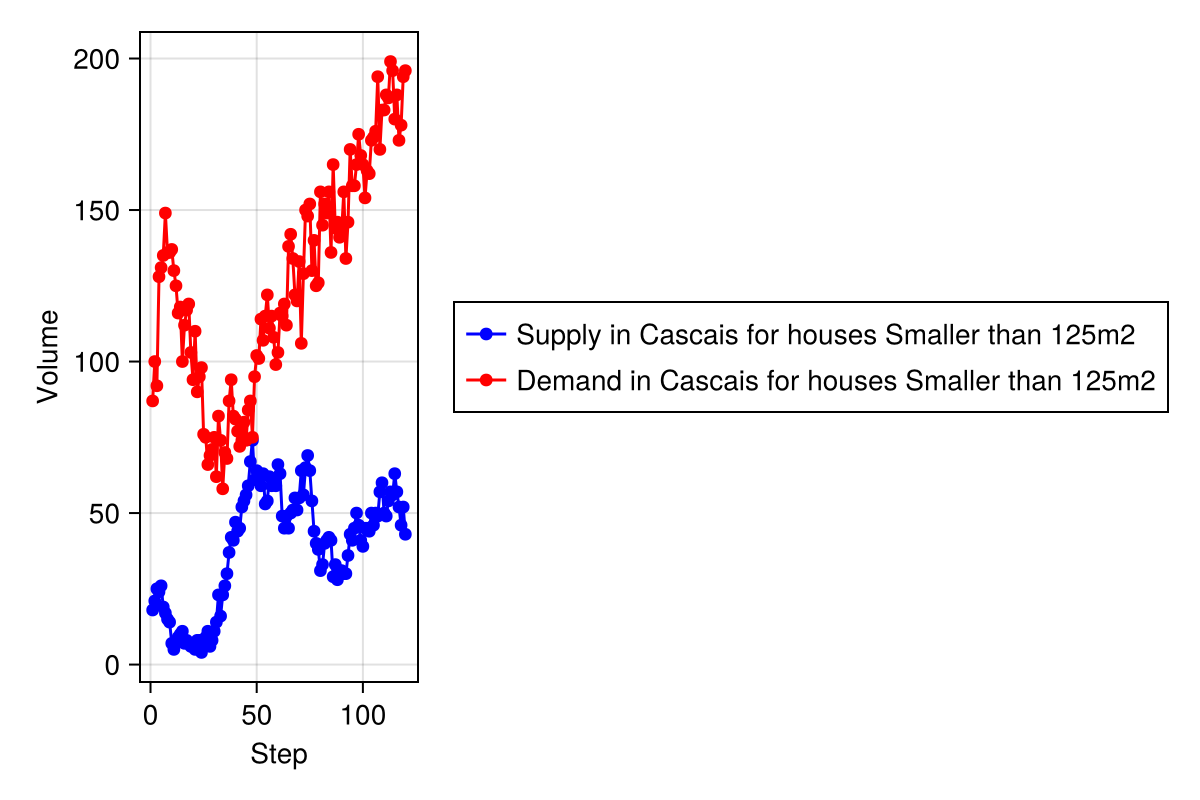 200
150
100
50
0
Volume
0 50 100
Step
Supply in Cascais for houses Smaller than 125m2
Demand in Cascais for houses Smaller than 125m2